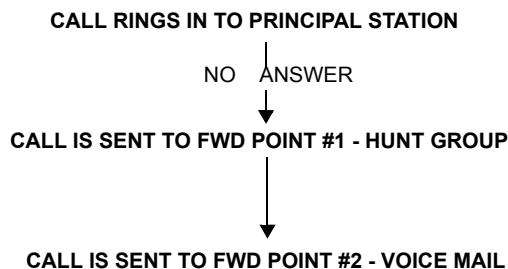 CALL RINGS IN TO PRINCIPAL STATION
NO ANSWER
CALL IS SENT TO FWD POINT #1 - HUNT GROUP
CALL IS SENT TO FWD POINT #2 - VOICE MAIL